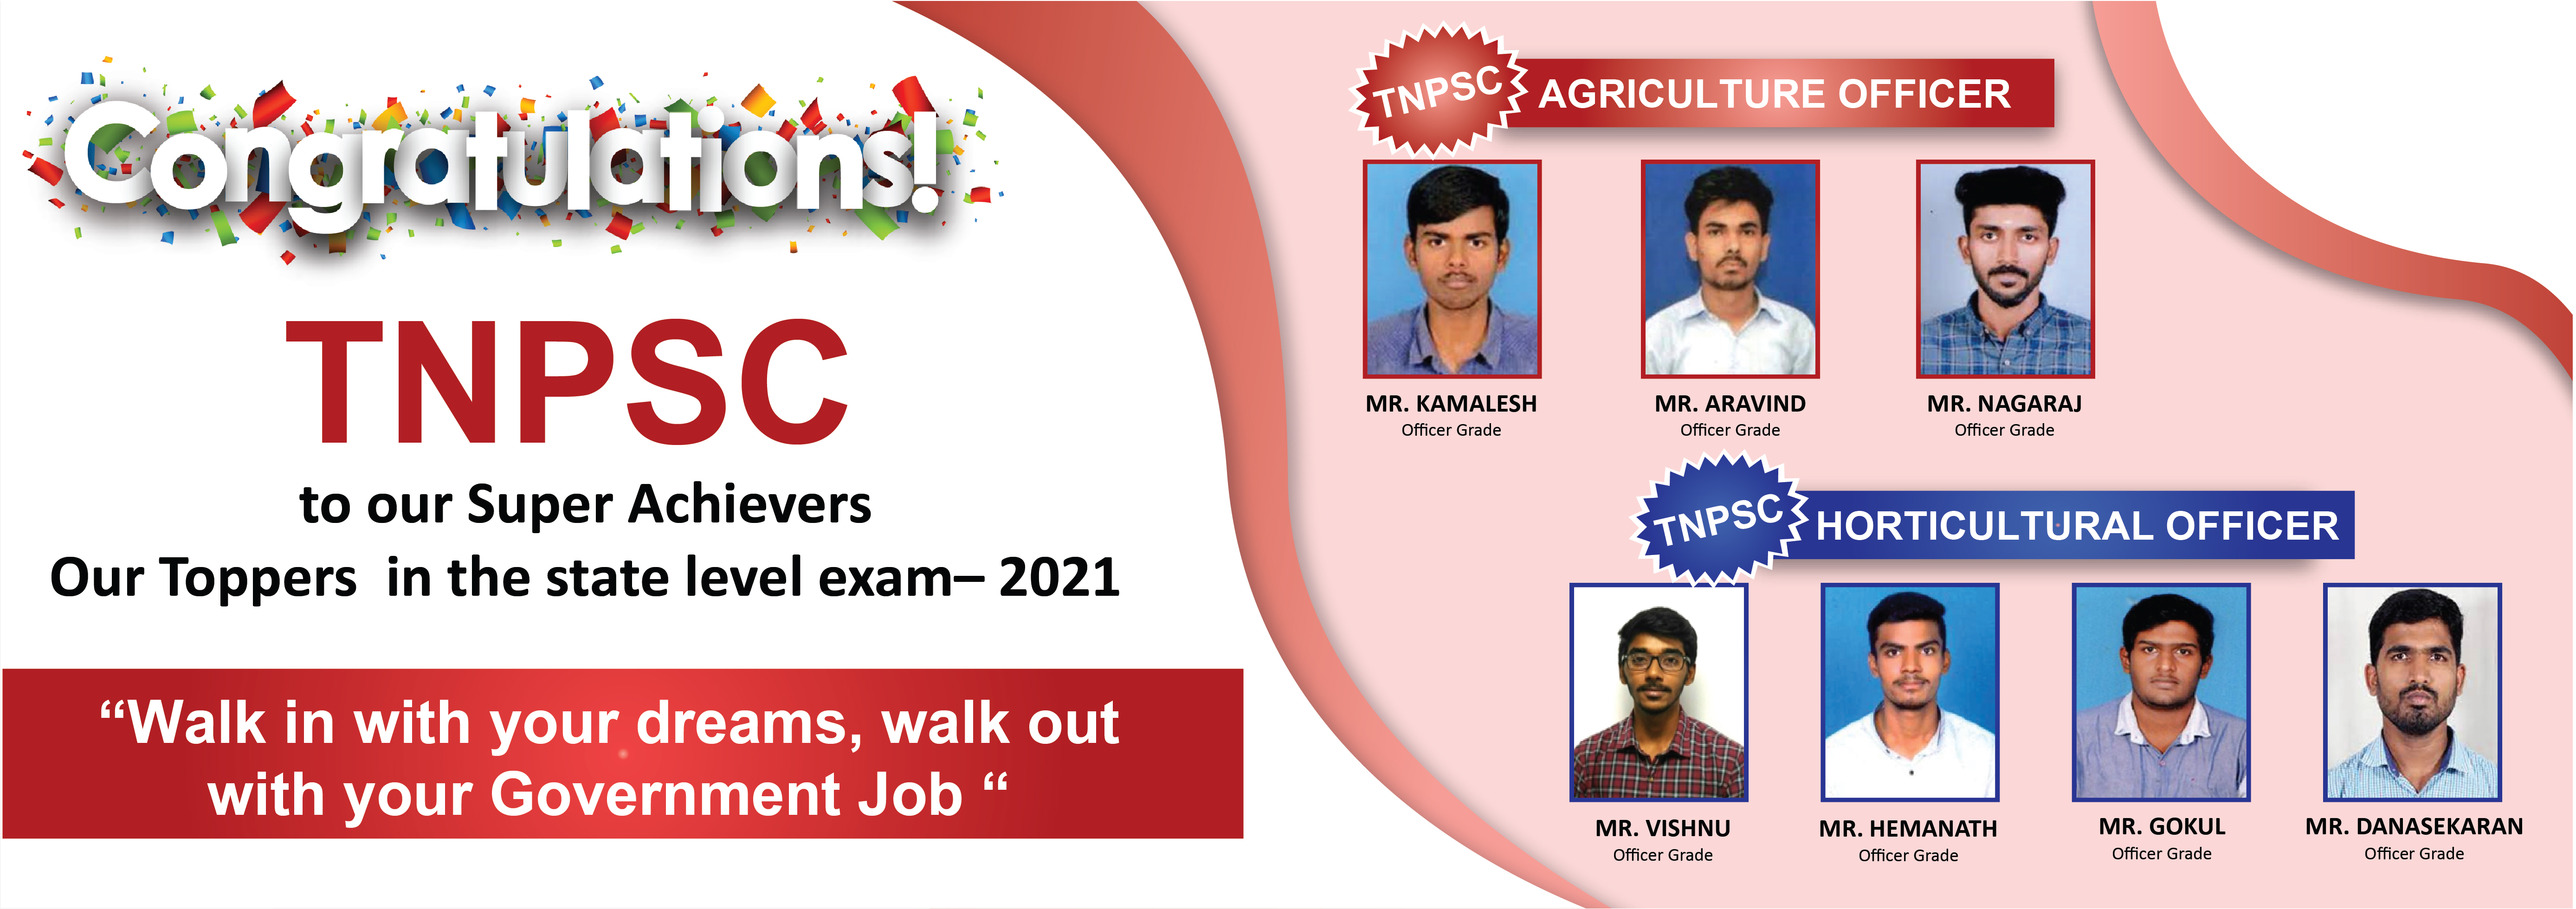 Congratulations!
TNPSC
to our Super Achievers
Our Toppers in the state level exam– 2021
“Walk in with your dreams, walk out
with your Government Job “
TNPSC AGRICULTURE OFFICER
MR. KAMALESH
Officer Grade
MR. ARAVIND
Officer Grade
MR. NAGARAJ
Officer Grade
TNPSC HORTICULTURAL OFFICER
MR. VISHNU
Officer Grade
MR. HEMANATH
Officer Grade
MR. GOKUL
Officer Grade
MR. DANASEKARAN
Officer Grade